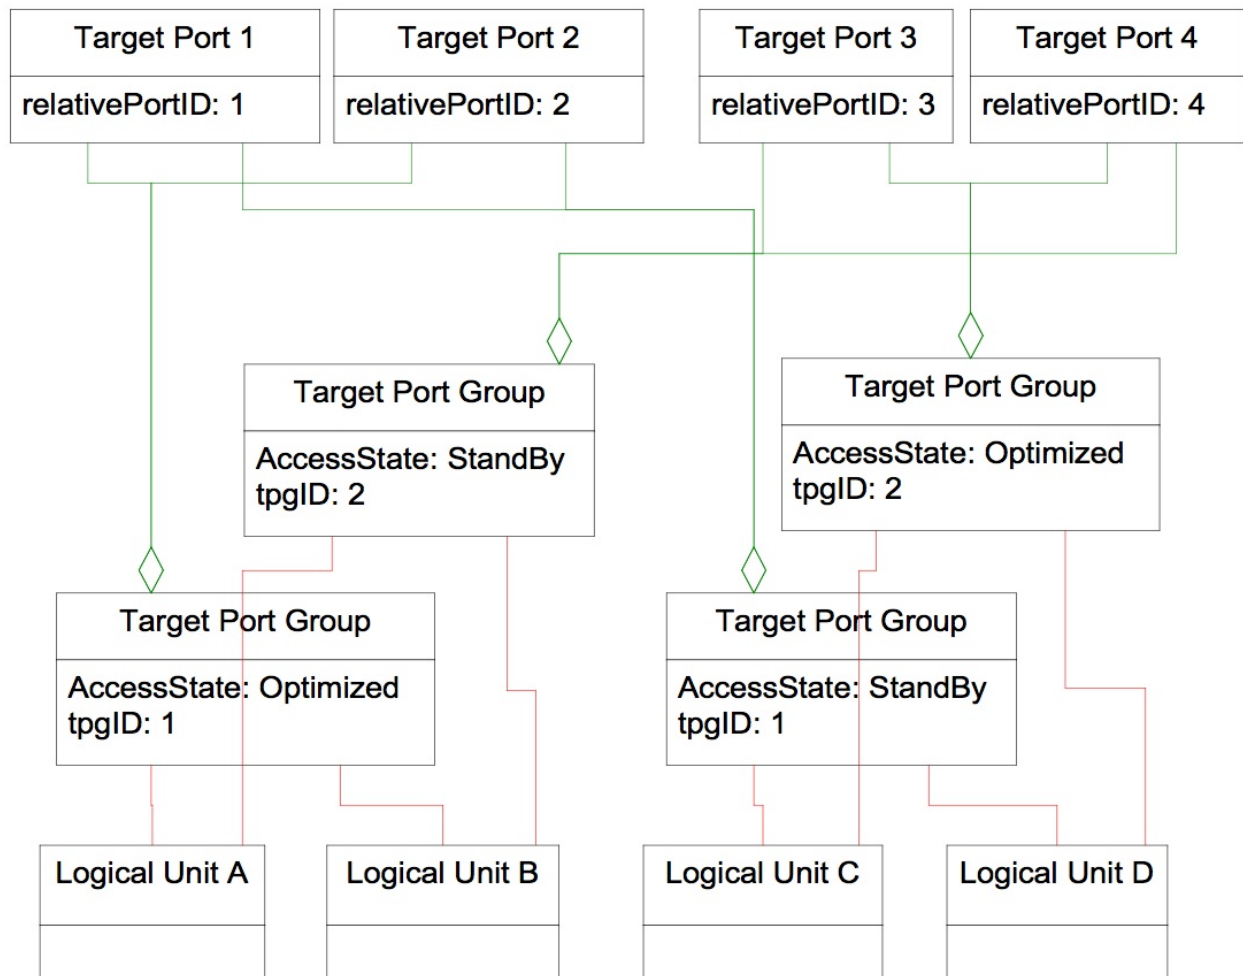 Target Port 1
relativePortID: 1
Target Port 2
relativePortID: 2
Target Port 3
relativePortID: 3
Target Port 4
relativePortID: 4
Target Port Group
AccessState: StandBy
tpgID: 2
Target Port Group
AccessState: Optimized
tpgID: 2
Target Port Group
AccessState: Optimized
tpgID: 1
Target Port Group
AccessState: StandBy
tpgID: 1
Logical Unit A
Logical Unit B
Logical Unit C
Logical Unit D